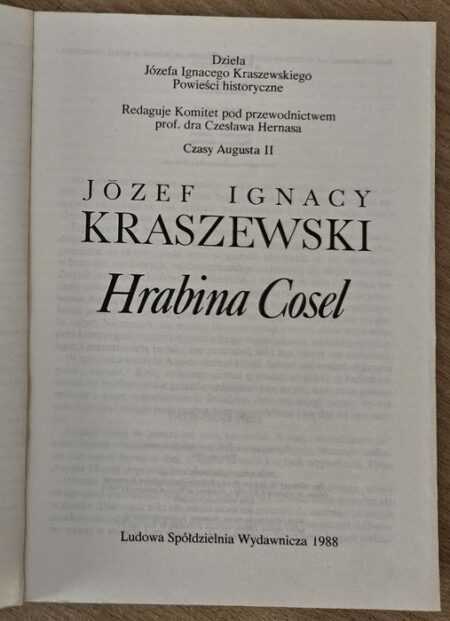 Dzieła
Józefa Ignacego Kraszewskiego
Powieści historyczne
Redaguje Komitet pod przewodnictwem
prof. dra Czesława Hernasa
Czasy Augusta II
JÓZEF IGNACY
KRASZEWSKI
Hrabina Cosel
Ludowa Spółdzielnia Wydawnicza 1988